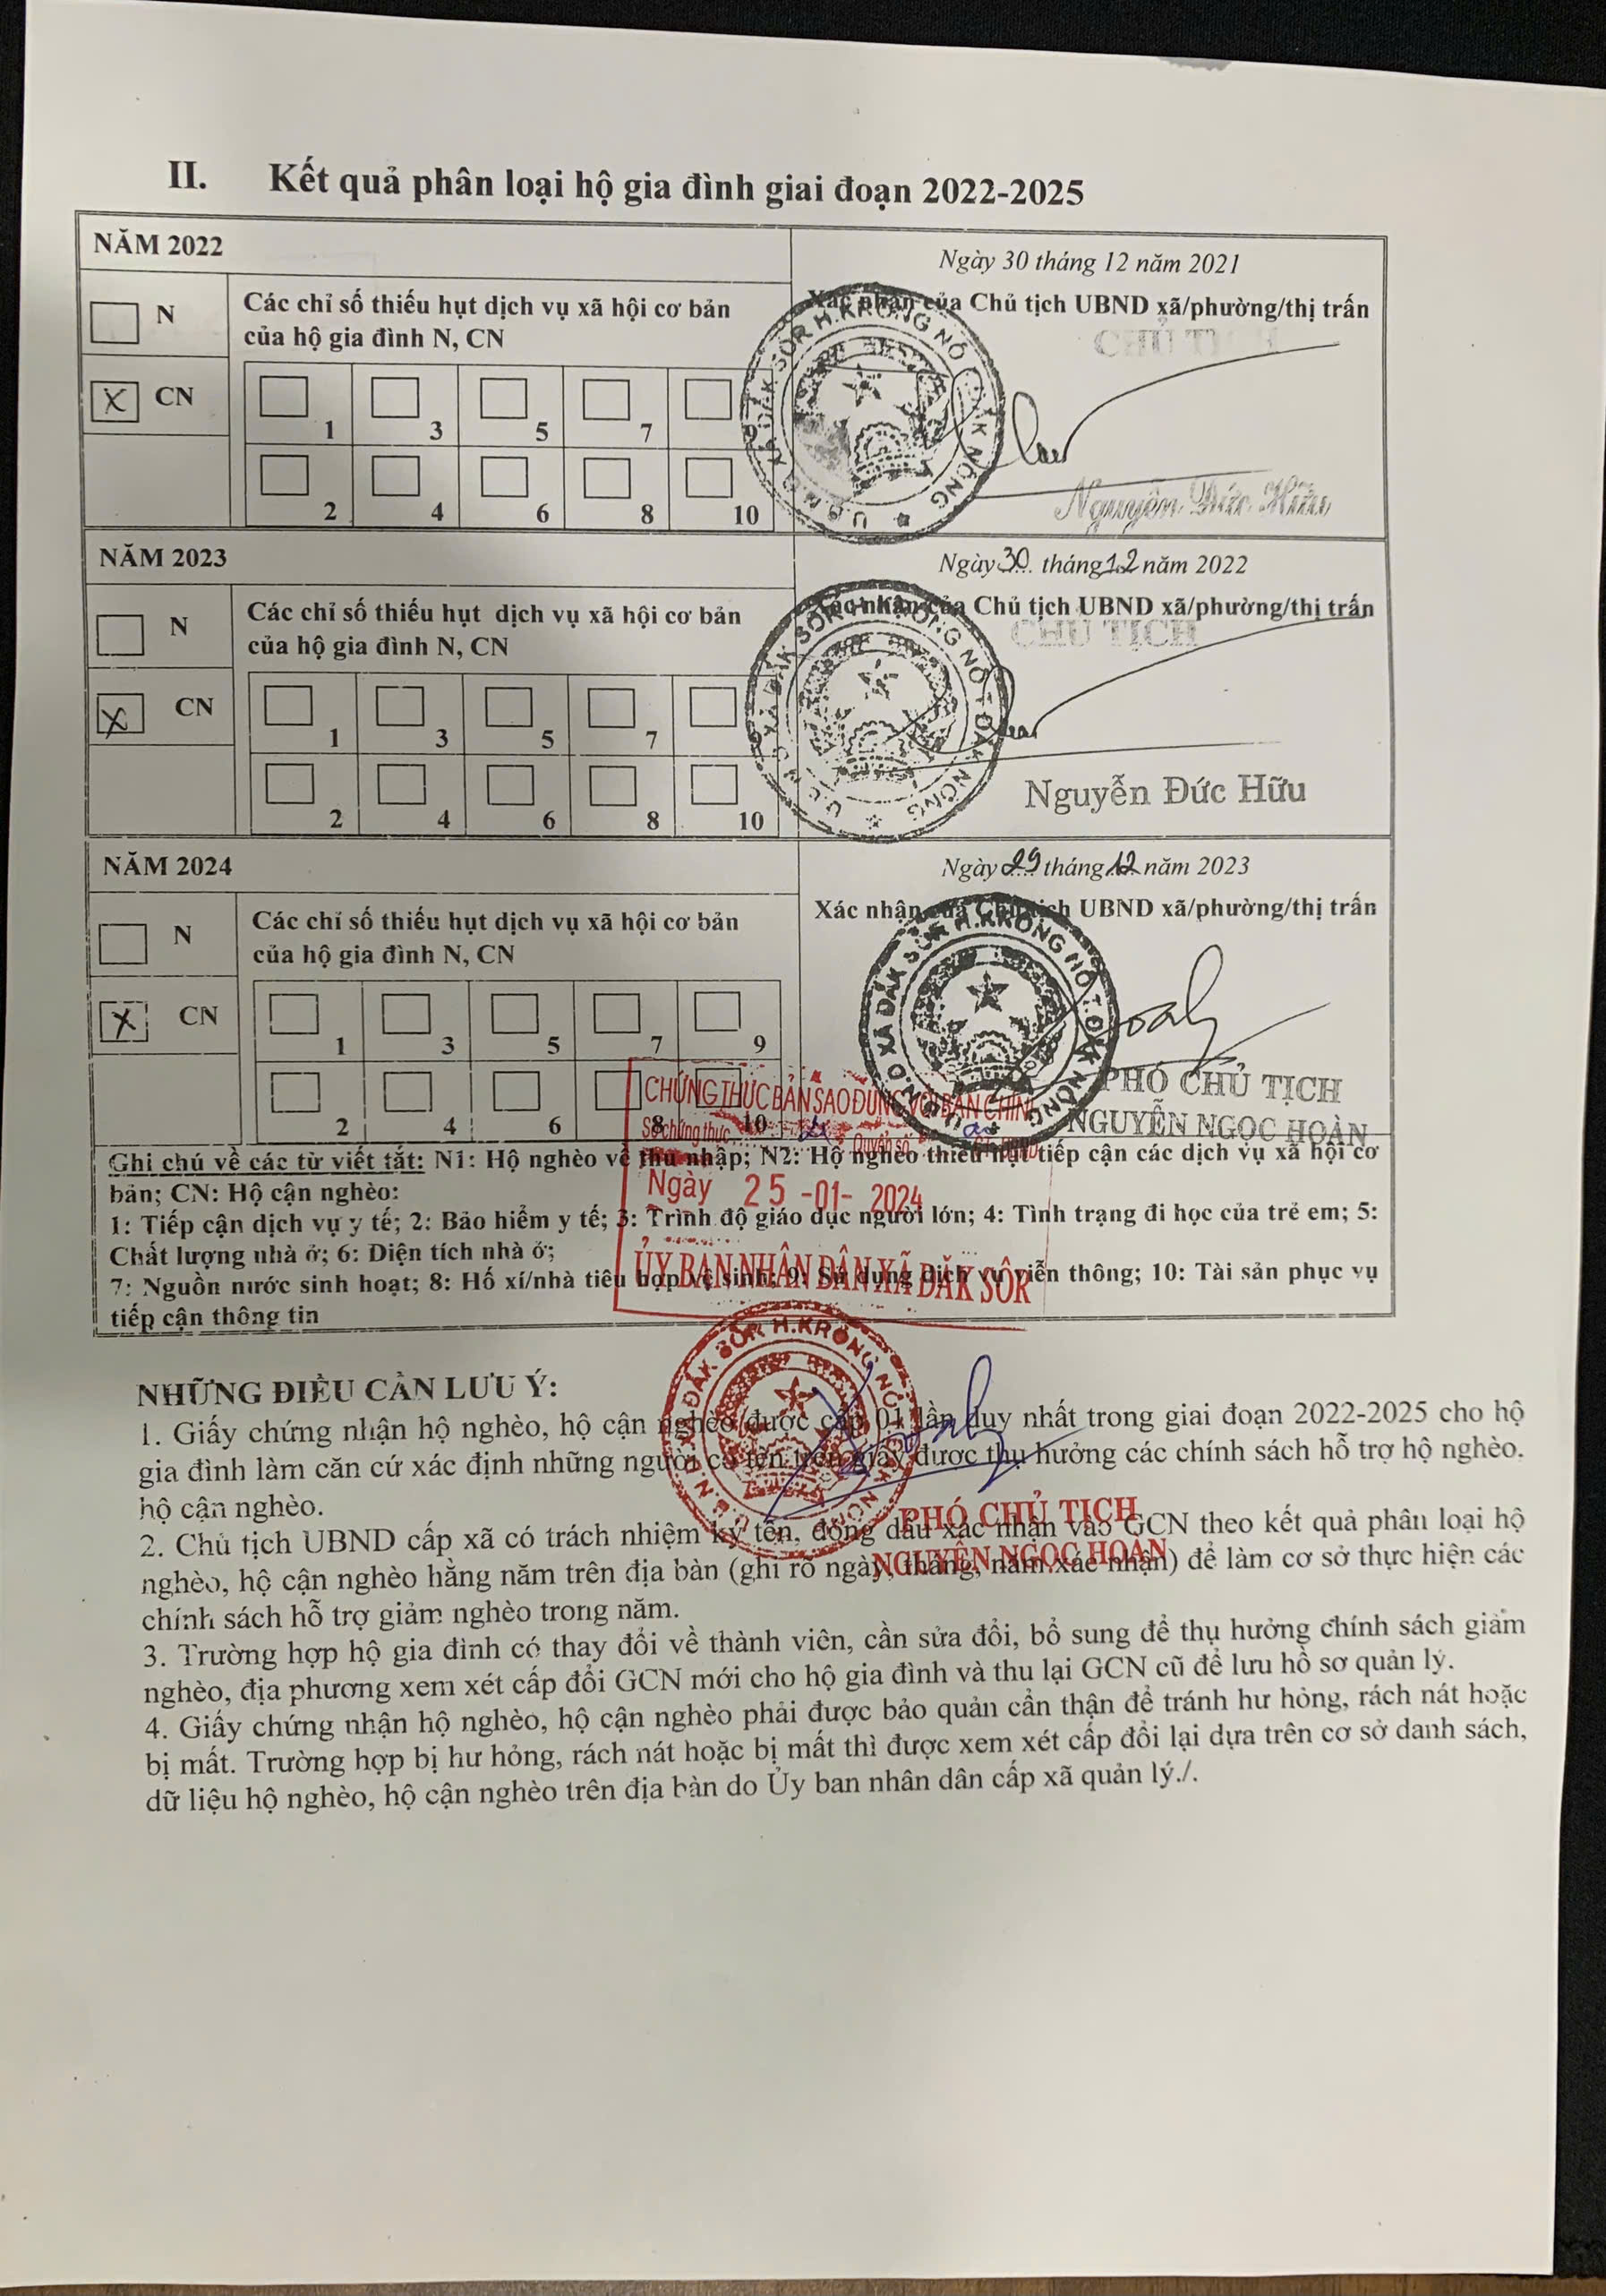 II. Kết quả phân loại hộ gia đình giai đoạn 2022-2025
NĂM 2022
Ngày 30 tháng 12 năm 2021
N
Các chỉ số thiếu hụt dịch vụ xã hội cơ bản
của hộ gia đình N, CN
Xác nhận của Chủ tịch UBND xã/phường/thị trấn
CHỦ TỊCH
X CN
1 3 5 7 9
2 4 6 8 10
U.B.N.D XÃ ĐẮK SÔR H.KRÔNG NÔ T.ĐẮK NÔNG
Nguyễn Đức Hữu
NĂM 2023
Ngày 30 tháng 12 năm 2022
N
Các chỉ số thiếu hụt dịch vụ xã hội cơ bản
của hộ gia đình N, CN
Xác nhận của Chủ tịch UBND xã/phường/thị trấn
CHỦ TỊCH
X CN
1 3 5 7
2 4 6 8 10
XÃ ĐẮK SÔR H.KRÔNG NÔ T.ĐẮK NÔNG
Nguyễn Đức Hữu
NĂM 2024
Ngày 29 tháng 12 năm 2023
N
Các chỉ số thiếu hụt dịch vụ xã hội cơ bản
của hộ gia đình N, CN
Xác nhận của Chủ tịch UBND xã/phường/thị trấn
X CN
1 3 5 7 9
2 4 6 8 10
U.B.N.D XÃ ĐẮK SÔR H.KRÔNG NÔ T.ĐẮK NÔNG
PHÓ CHỦ TỊCH
NGUYỄN NGỌC HOÀN
CHỨNG THỰC BẢN SAO ĐÚNG VỚI BẢN CHÍNH
Số chứng thực Quyển số
Ngày 25 -01- 2024
ỦY BAN NHÂN DÂN XÃ ĐẮK SÔR
Ghi chú về các từ viết tắt: N1: Hộ nghèo về thu nhập; N2: Hộ nghèo thiếu hụt tiếp cận các dịch vụ xã hội cơ
bản; CN: Hộ cận nghèo:
1: Tiếp cận dịch vụ y tế; 2: Bảo hiểm y tế; 3: Trình độ giáo dục người lớn; 4: Tình trạng đi học của trẻ em; 5:
Chất lượng nhà ở; 6: Diện tích nhà ở;
7: Nguồn nước sinh hoạt; 8: Hố xí/nhà tiêu hợp vệ sinh; 9: Sử dụng dịch vụ viễn thông; 10: Tài sản phục vụ
tiếp cận thông tin
U.B.N.D XÃ ĐẮK SÔR H.KRÔNG NÔ T.ĐẮK NÔNG
NHỮNG ĐIỀU CẦN LƯU Ý:
1. Giấy chứng nhận hộ nghèo, hộ cận nghèo được cấp 01 lần duy nhất trong giai đoạn 2022-2025 cho hộ
gia đình làm căn cứ xác định những người có tên trên giấy được thụ hưởng các chính sách hỗ trợ hộ nghèo.
hộ cận nghèo.
PHÓ CHỦ TỊCH
NGUYỄN NGỌC HOÀN
2. Chủ tịch UBND cấp xã có trách nhiệm ký tên, đóng dấu xác nhận vào GCN theo kết quả phân loại hộ
nghèo, hộ cận nghèo hằng năm trên địa bàn (ghi rõ ngày, tháng, năm xác nhận) để làm cơ sở thực hiện các
chính sách hỗ trợ giảm nghèo trong năm.
3. Trường hợp hộ gia đình có thay đổi về thành viên, cần sửa đổi, bổ sung để thụ hưởng chính sách giảm
nghèo, địa phương xem xét cấp đổi GCN mới cho hộ gia đình và thu lại GCN cũ để lưu hồ sơ quản lý.
4. Giấy chứng nhận hộ nghèo, hộ cận nghèo phải được bảo quản cẩn thận để tránh hư hỏng, rách nát hoặc
bị mất. Trường hợp bị hư hỏng, rách nát hoặc bị mất thì được xem xét cấp đổi lại dựa trên cơ sở danh sách,
dữ liệu hộ nghèo, hộ cận nghèo trên địa bàn do Ủy ban nhân dân cấp xã quản lý./.